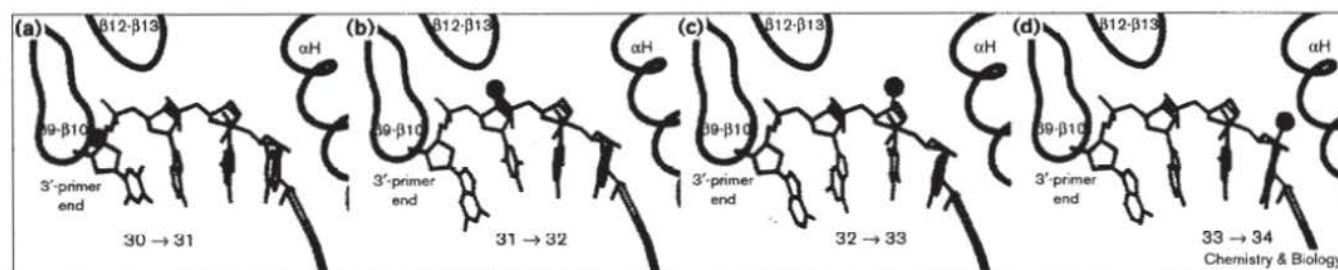 (a)
β12-β13
αH
β9-β10
3'-primer
end
30 → 31
(b)
β12-β13
αH
β9-β10
3'-primer
end
31 → 32
(c)
β12-β13
αH
β9-β10
3'-primer
end
32 → 33
(d)
β12-β13
αH
β9-β10
3'-primer
end
33 → 34
Chemistry & Biology